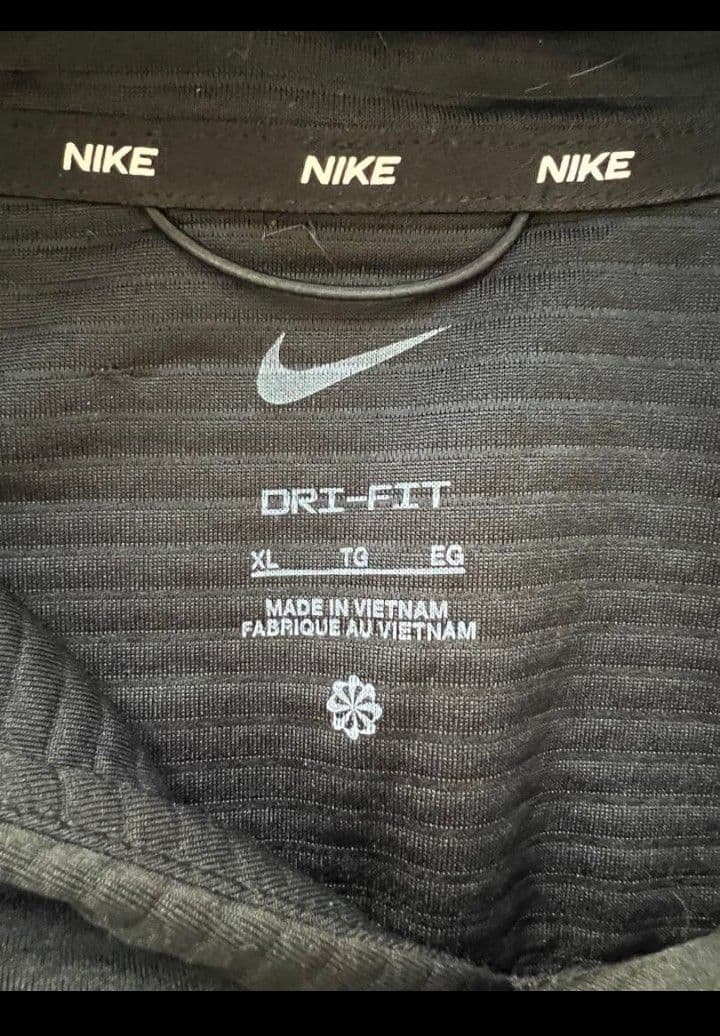 NIKE NIKE NIKE
DRI-FIT
XL TG EG
MADE IN VIETNAM
FABRIQUE AU VIETNAM